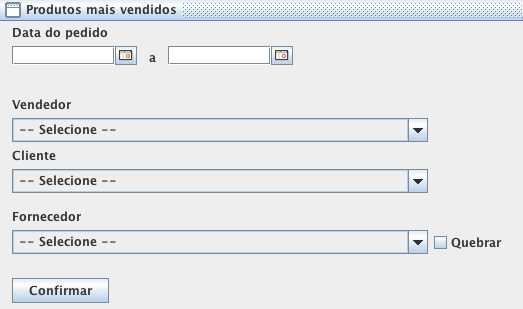 Produtos mais vendidos
Data do pedido
a
Vendedor
-- Selecione --
Cliente
-- Selecione --
Fornecedor
-- Selecione --
Quebrar
Confirmar